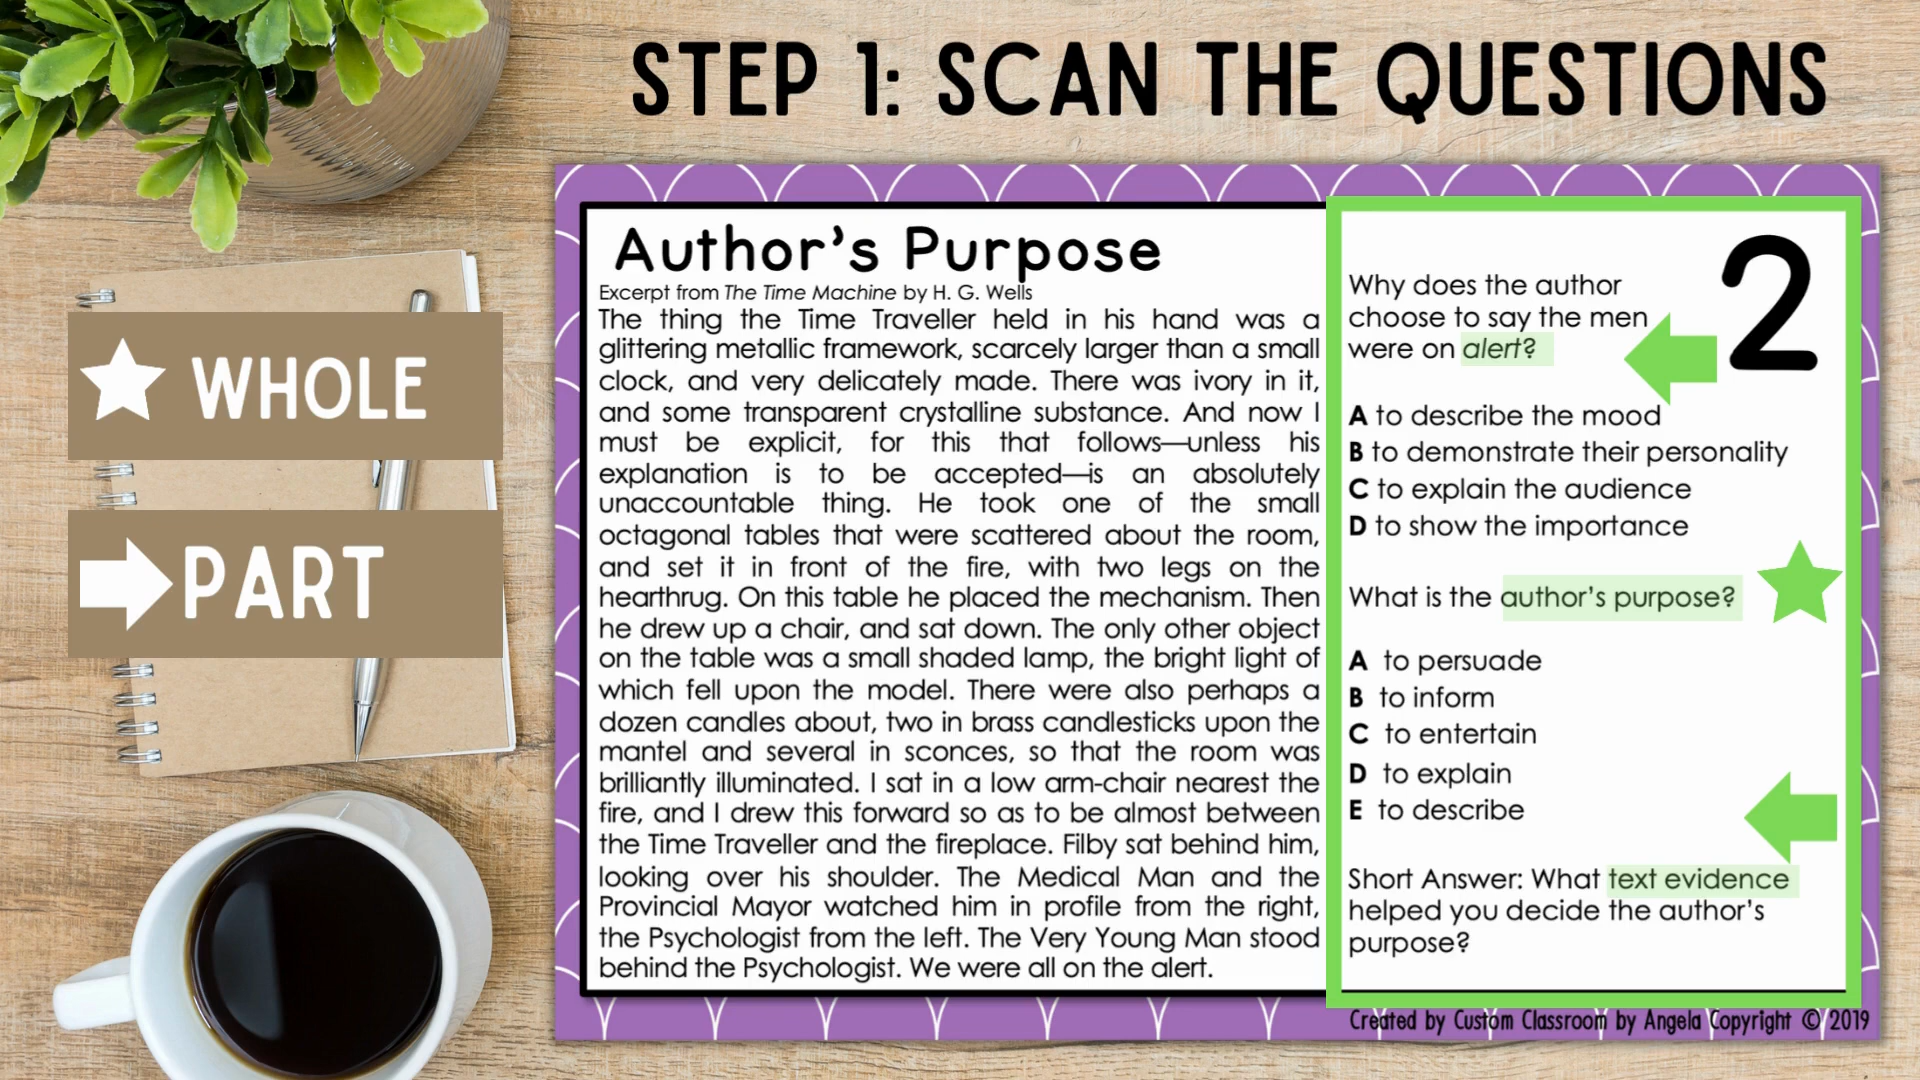 STEP 1: SCAN THE QUESTIONS
WHOLE
PART
Author's Purpose
Excerpt from The Time Machine by H. G. Wells
The thing the Time Traveller held in his hand was a
glittering metallic framework, scarcely larger than a small
clock, and very delicately made. There was ivory in it,
and some transparent crystalline substance. And now I
must be explicit, for this that follows—unless his
explanation is to be accepted—is an absolutely
unaccountable thing. He took one of the small
octagonal tables that were scattered about the room,
and set it in front of the fire, with two legs on the
hearthrug. On this table he placed the mechanism. Then
he drew up a chair, and sat down. The only other object
on the table was a small shaded lamp, the bright light of
which fell upon the model. There were also perhaps a
dozen candles about, two in brass candlesticks upon the
mantel and several in sconces, so that the room was
brilliantly illuminated. I sat in a low arm-chair nearest the
fire, and I drew this forward so as to be almost between
the Time Traveller and the fireplace. Filby sat behind him,
looking over his shoulder. The Medical Man and the
Provincial Mayor watched him in profile from the right,
the Psychologist from the left. The Very Young Man stood
behind the Psychologist. We were all on the alert.
2
Why does the author
choose to say the men
were on alert?
A to describe the mood
B to demonstrate their personality
C to explain the audience
D to show the importance
What is the author's purpose?
A to persuade
B to inform
C to entertain
D to explain
E to describe
Short Answer: What text evidence
helped you decide the author's
purpose?
Created by Custom Classroom by Angela Copyright © 2019